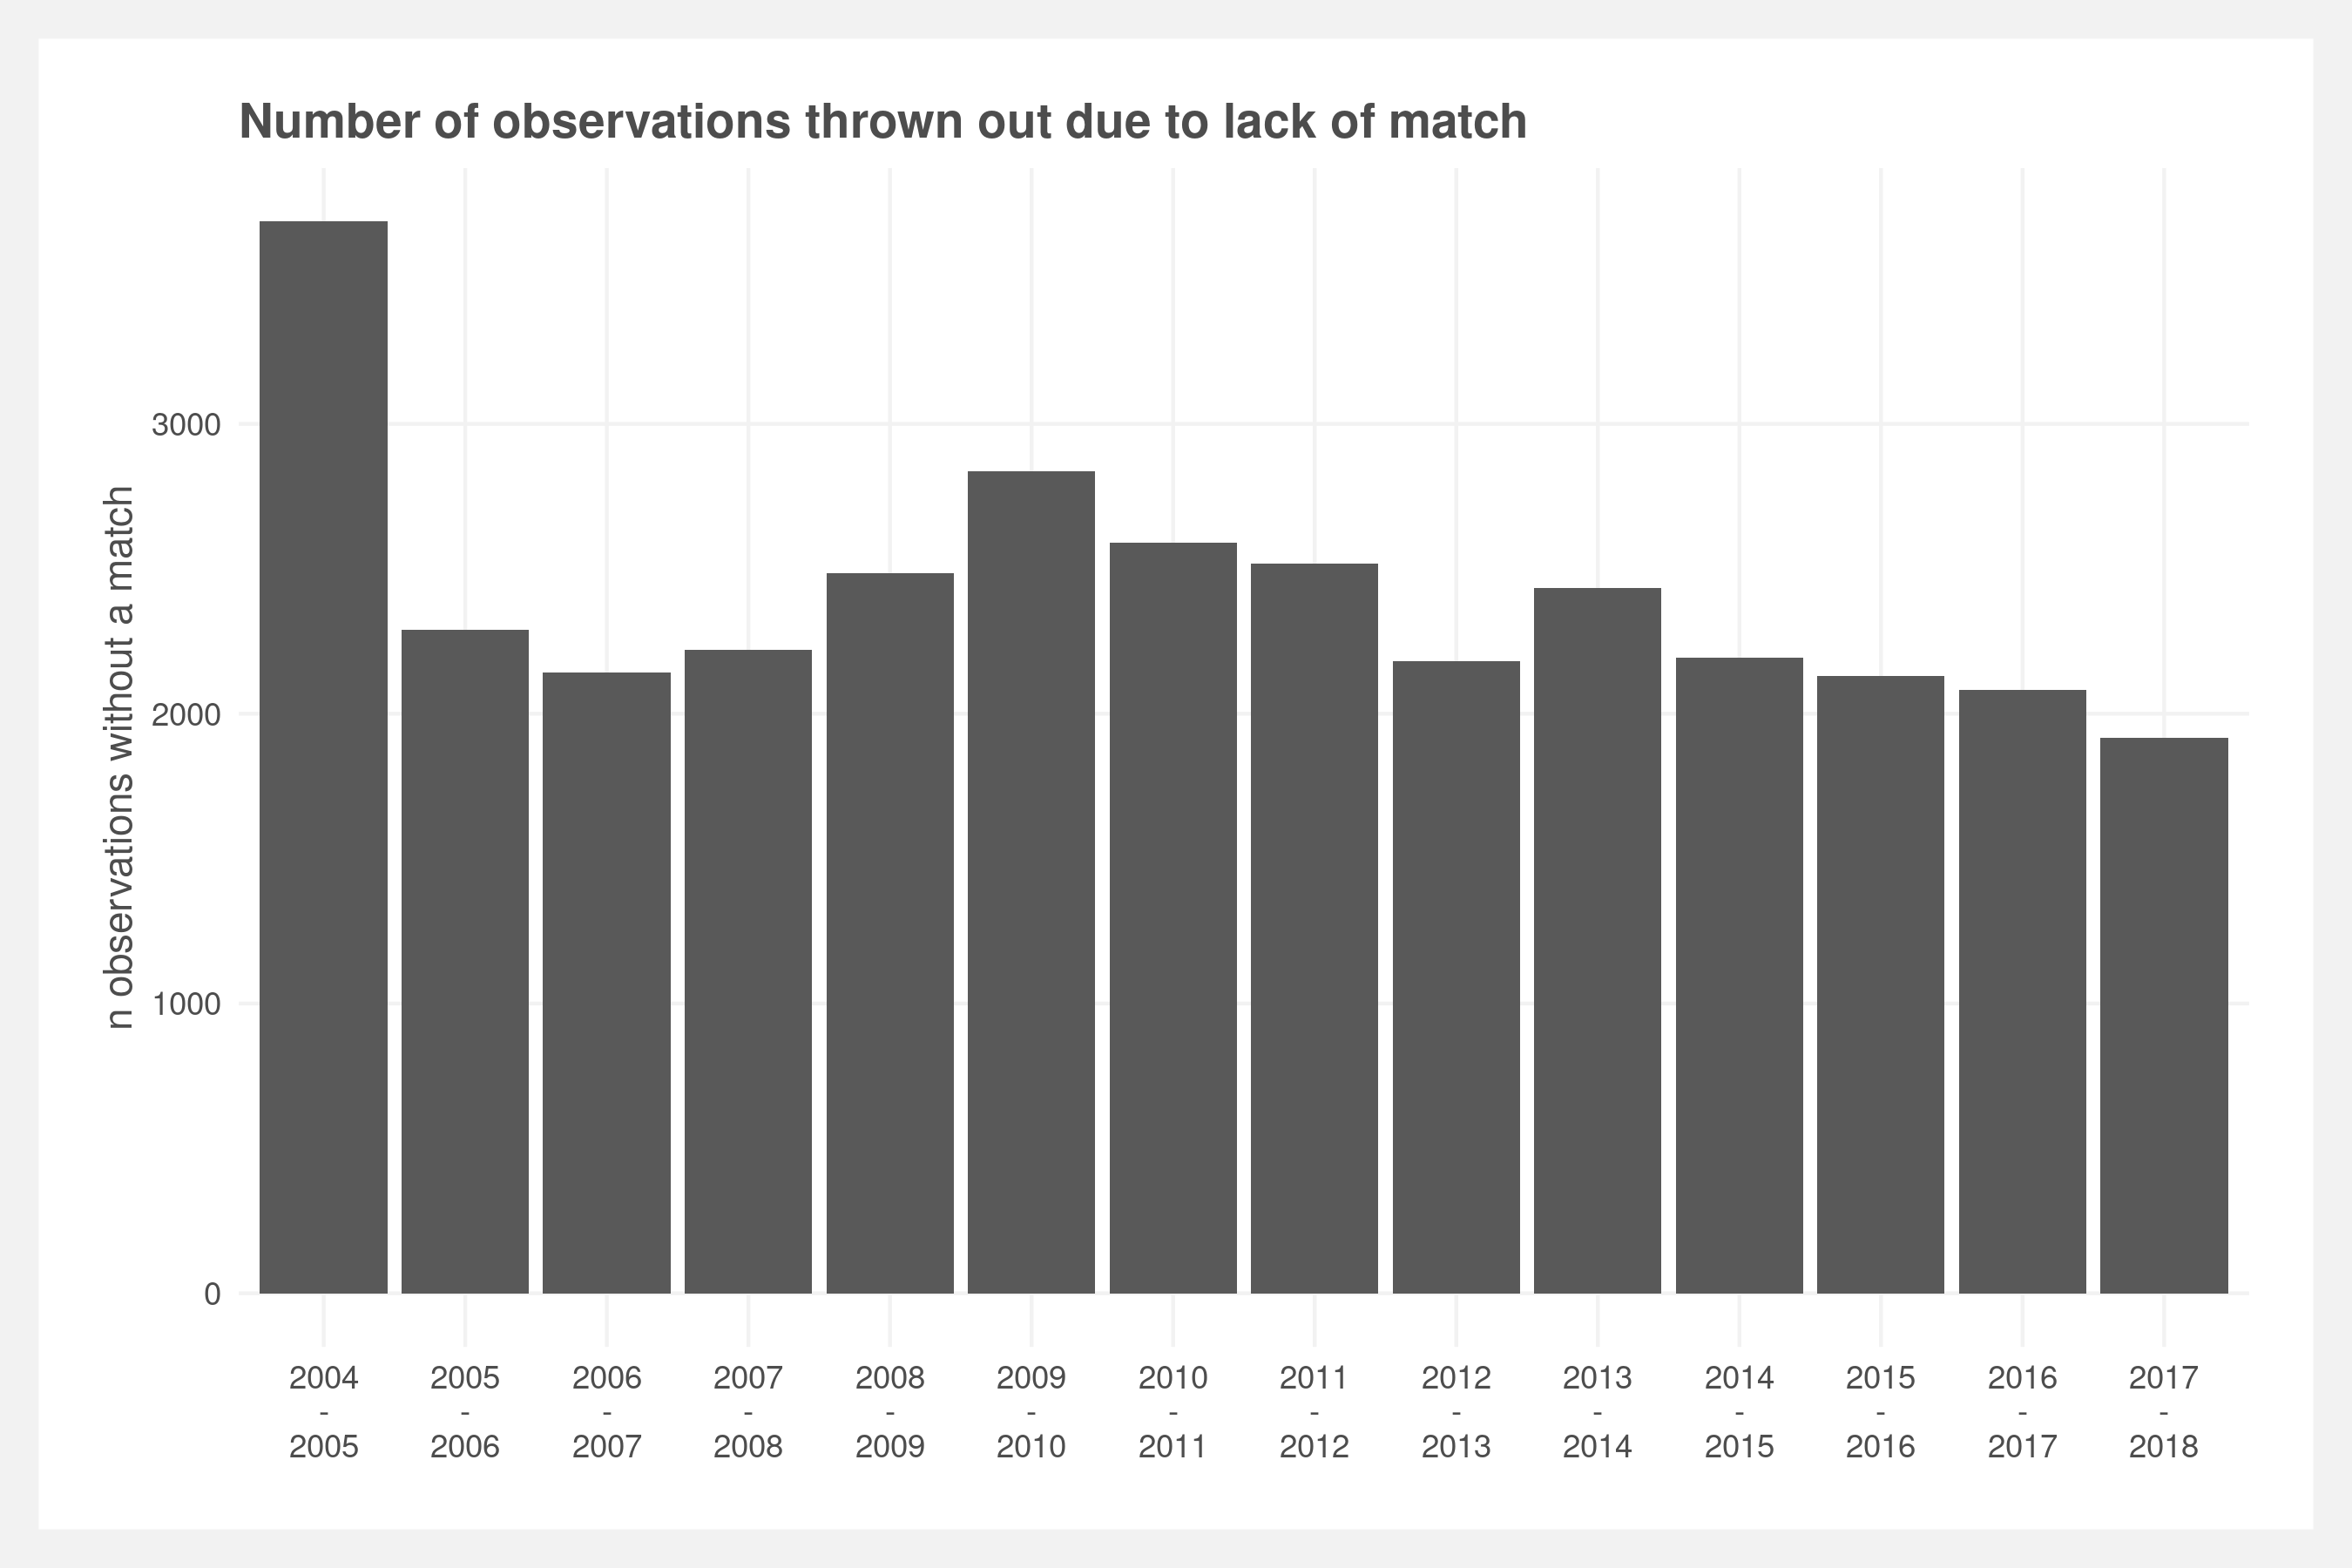 Number of observations thrown out due to lack of match
n observations without a match
3000
2000
1000
0
2004 2005 2006 2007 2008 2009 2010 2011 2012 2013 2014 2015 2016 2017
- - - - - - - - - - - - - -
2005 2006 2007 2008 2009 2010 2011 2012 2013 2014 2015 2016 2017 2018